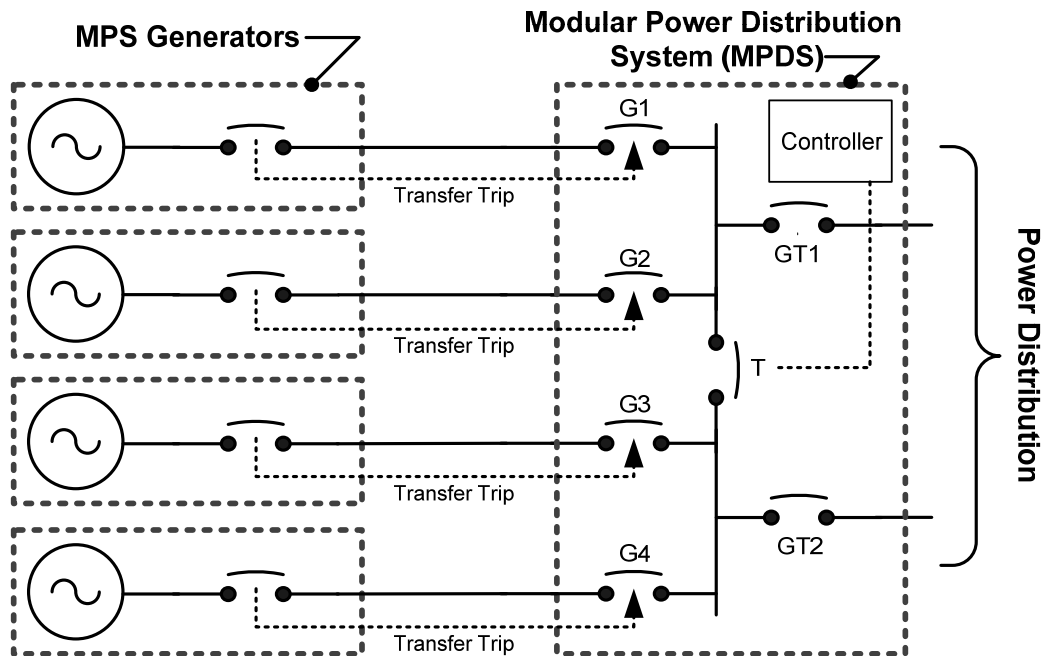 MPS Generators
Modular Power Distribution
System (MPDS)
G1
Controller
Transfer Trip
GT1
G2
Transfer Trip
T
G3
Transfer Trip
GT2
G4
Transfer Trip
Power Distribution